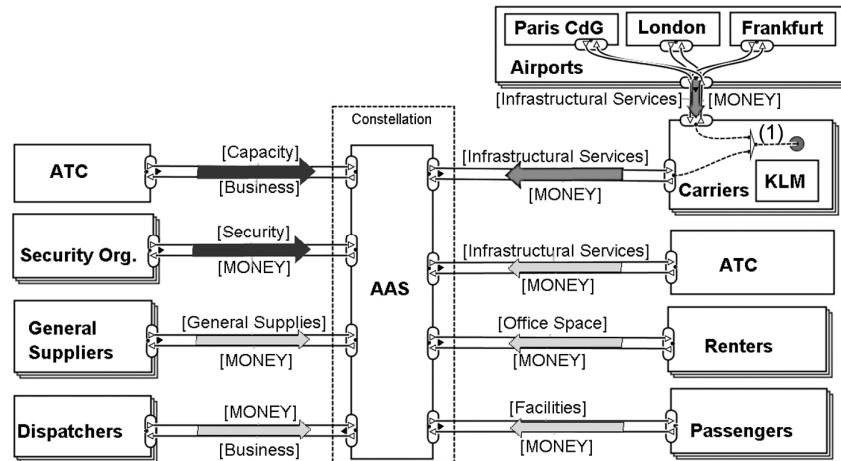 Paris CdG
London
Frankfurt
Airports
[Infrastructural Services]
[MONEY]
Constellation
(1)
ATC
[Capacity]
[Business]
[Infrastructural Services]
[MONEY]
Carriers
KLM
Security Org.
[Security]
[MONEY]
AAS
[Infrastructural Services]
[MONEY]
ATC
General
Suppliers
[General Supplies]
[MONEY]
[Office Space]
[MONEY]
Renters
Dispatchers
[MONEY]
[Business]
[Facilities]
[MONEY]
Passengers